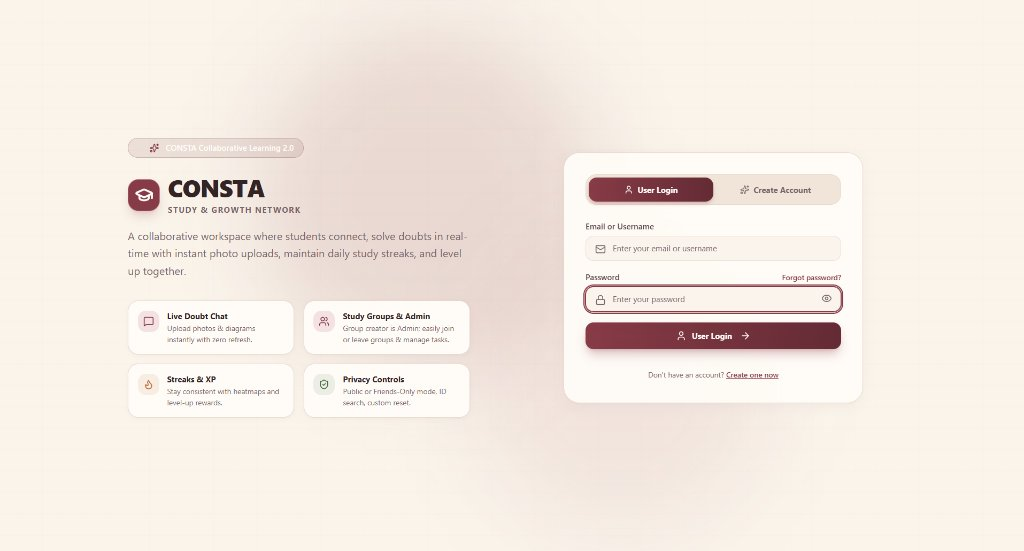 CONSTA Collaborative Learning 2.0
CONSTA
STUDY & GROWTH NETWORK
A collaborative workspace where students connect, solve doubts in real-
time with instant photo uploads, maintain daily study streaks, and level
up together.
Live Doubt Chat
Upload photos & diagrams
instantly with zero refresh.
Study Groups & Admin
Group creator is Admin: easily join
or leave groups & manage tasks.
Streaks & XP
Stay consistent with heatmaps and
level-up rewards.
Privacy Controls
Public or Friends-Only mode. ID
search, custom reset.
User Login
Create Account
Email or Username
Enter your email or username
Password
Forgot password?
Enter your password
User Login
Don't have an account? Create one now